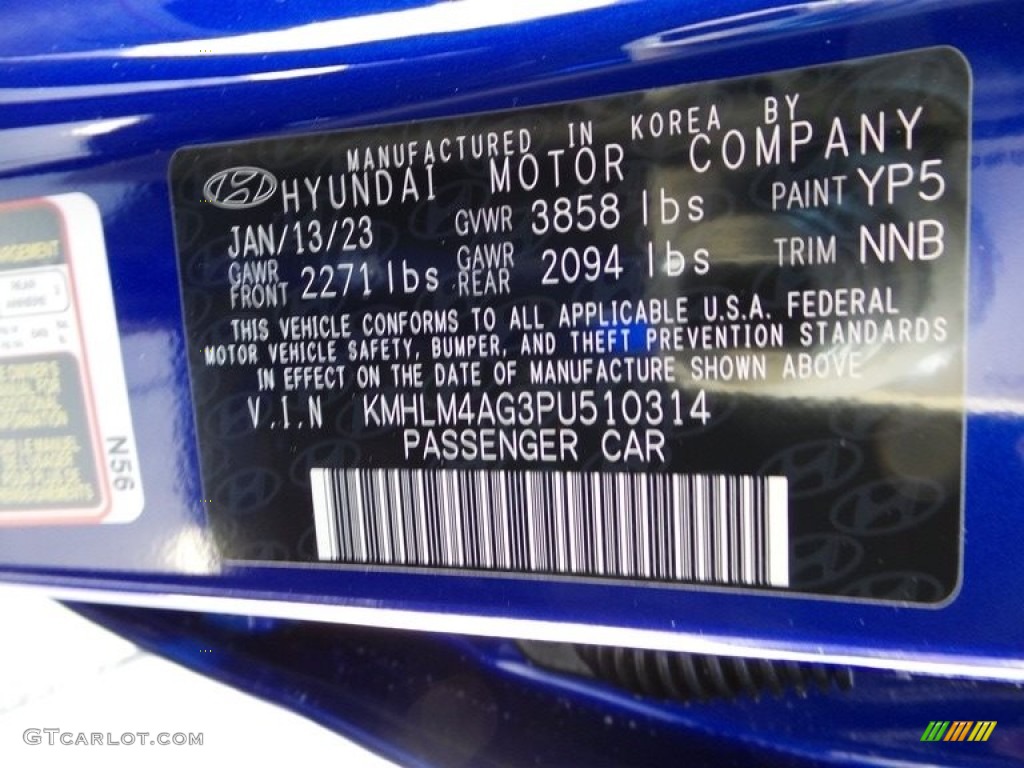 MANUFACTURED IN KOREA BY
HYUNDAI MOTOR COMPANY
JAN/13/23 GVWR 3858 lbs PAINT YP5
GAWR FRONT 2271 lbs GAWR REAR 2094 lbs TRIM NNB
THIS VEHICLE CONFORMS TO ALL APPLICABLE U.S.A. FEDERAL
MOTOR VEHICLE SAFETY, BUMPER, AND THEFT PREVENTION STANDARDS
IN EFFECT ON THE DATE OF MANUFACTURE SHOWN ABOVE
V.I.N KMHLM4AG3PU510314
PASSENGER CAR
N56
GTCARLOT.COM